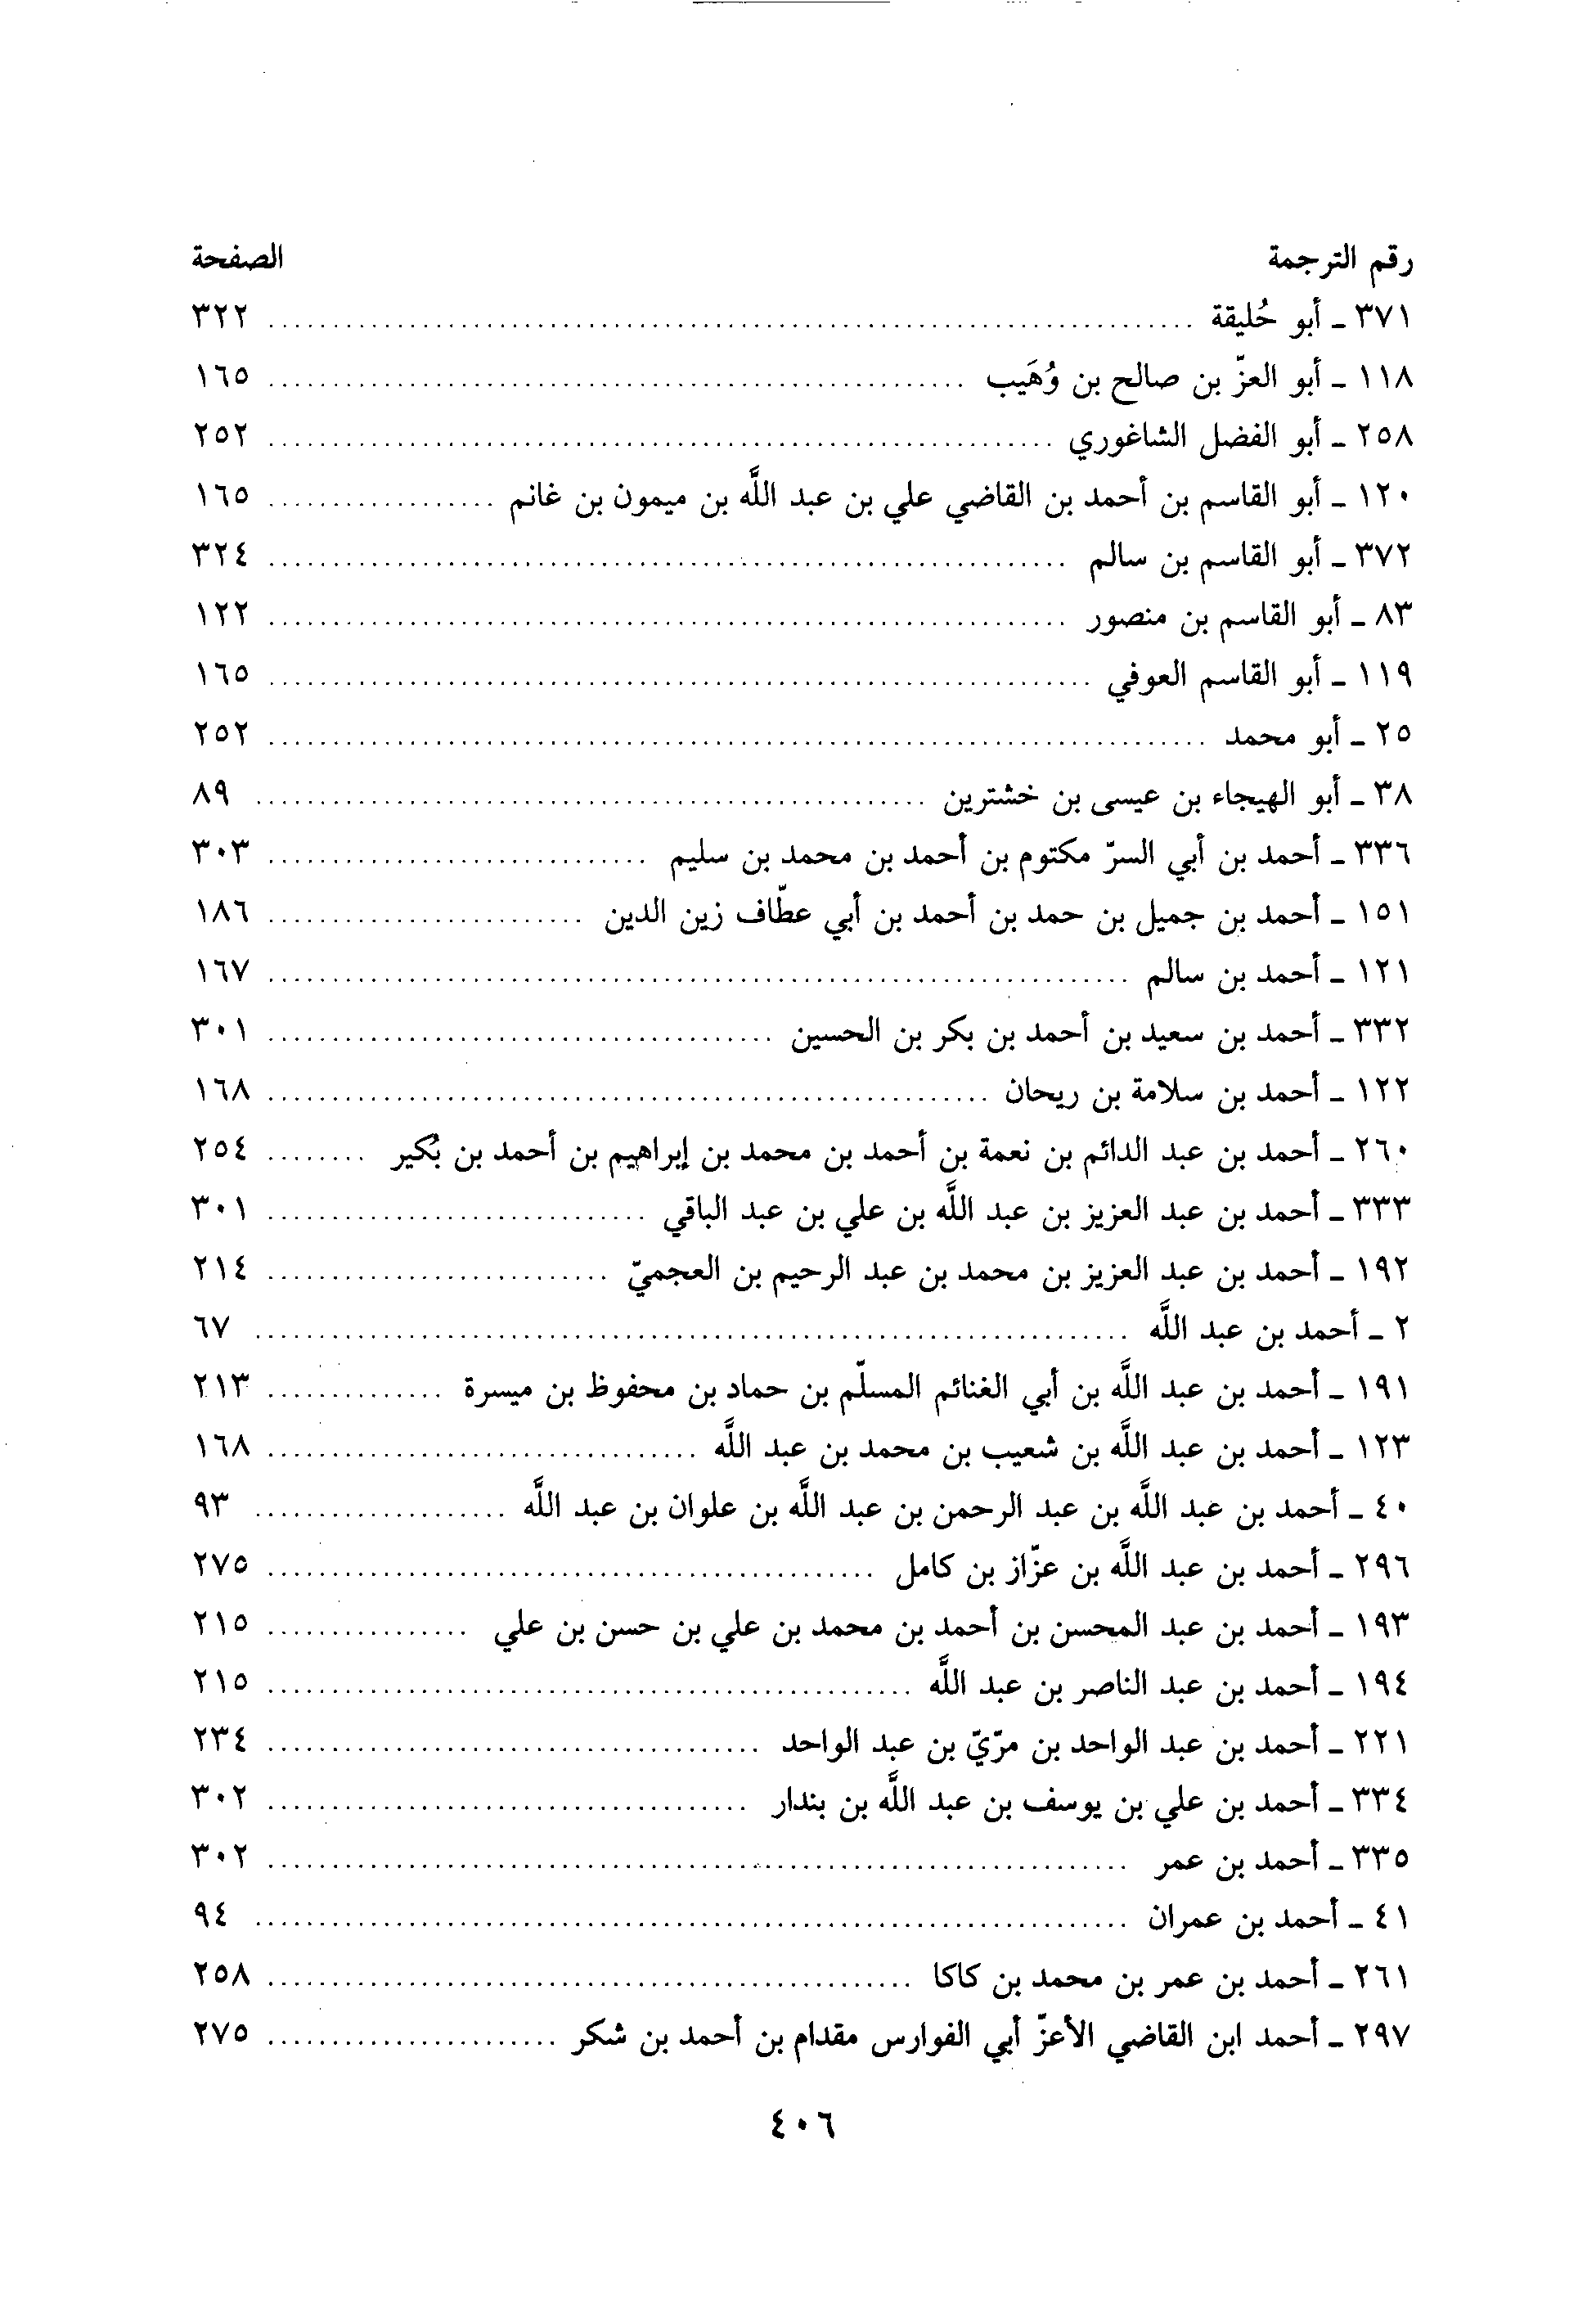 رقم الترجمة الصفحة
٣٧١ ـ أبو حُليقة ........ ٣٢٢
١١٨ ـ أبو العزّ بن صالح بن وُهَيب ........ ١٦٥
٢٥٨ ـ أبو الفضل الشاغوري ........ ٢٥٢
١٢٠ ـ أبو القاسم بن أحمد بن القاضي علي بن عبد اللَّه بن ميمون بن غانم ........ ١٦٥
٣٧٢ ـ أبو القاسم بن سالم ........ ٣٢٤
٨٣ ـ أبو القاسم بن منصور ........ ١٢٢
١١٩ ـ أبو القاسم العوفي ........ ١٦٥
٢٥ ـ أبو محمد ........ ٢٥٢
٣٨ ـ أبو الهيجاء بن عيسى بن خشترين ........ ٨٩
٣٣٦ ـ أحمد بن أبي السرّ مكتوم بن أحمد بن محمد بن سليم ........ ٣٠٣
١٥١ ـ أحمد بن جميل بن حمد بن أحمد بن أبي عطّاف زين الدين ........ ١٨٦
١٢١ ـ أحمد بن سالم ........ ١٦٧
٣٣٢ ـ أحمد بن سعيد بن أحمد بن بكر بن الحسين ........ ٣٠١
١٢٢ ـ أحمد بن سلامة بن ريحان ........ ١٦٨
٢٦٠ ـ أحمد بن عبد الدائم بن نعمة بن أحمد بن محمد بن إبراهيم بن أحمد بن بُكير ........ ٢٥٤
٣٣٣ ـ أحمد بن عبد العزيز بن عبد اللَّه بن علي بن عبد الباقي ........ ٣٠١
١٩٢ ـ أحمد بن عبد العزيز بن محمد بن عبد الرحيم بن العجميّ ........ ٢١٤
٢ ـ أحمد بن عبد اللَّه ........ ٦٧
١٩١ ـ أحمد بن عبد اللَّه بن أبي الغنائم المسلّم بن حماد بن محفوظ بن ميسرة ........ ٢١٣
١٢٣ ـ أحمد بن عبد اللَّه بن شعيب بن محمد بن عبد اللَّه ........ ١٦٨
٤٠ ـ أحمد بن عبد اللَّه بن عبد الرحمن بن عبد اللَّه بن علوان بن عبد اللَّه ........ ٩٣
٢٩٦ ـ أحمد بن عبد اللَّه بن عزّاز بن كامل ........ ٢٧٥
١٩٣ ـ أحمد بن عبد المحسن بن أحمد بن محمد بن علي بن حسن بن علي ........ ٢١٥
١٩٤ ـ أحمد بن عبد الناصر بن عبد اللَّه ........ ٢١٥
٢٢١ ـ أحمد بن عبد الواحد بن مرّيّ بن عبد الواحد ........ ٢٣٤
٣٣٤ ـ أحمد بن علي بن يوسف بن عبد اللَّه بن بندار ........ ٣٠٢
٣٣٥ ـ أحمد بن عمر ........ ٣٠٢
٤١ ـ أحمد بن عمران ........ ٩٤
٢٦١ ـ أحمد بن عمر بن محمد بن كاكا ........ ٢٥٨
٢٩٧ ـ أحمد ابن القاضي الأعزّ أبي الفوارس مقدام بن أحمد بن شكر ........ ٢٧٥
٤٠٦